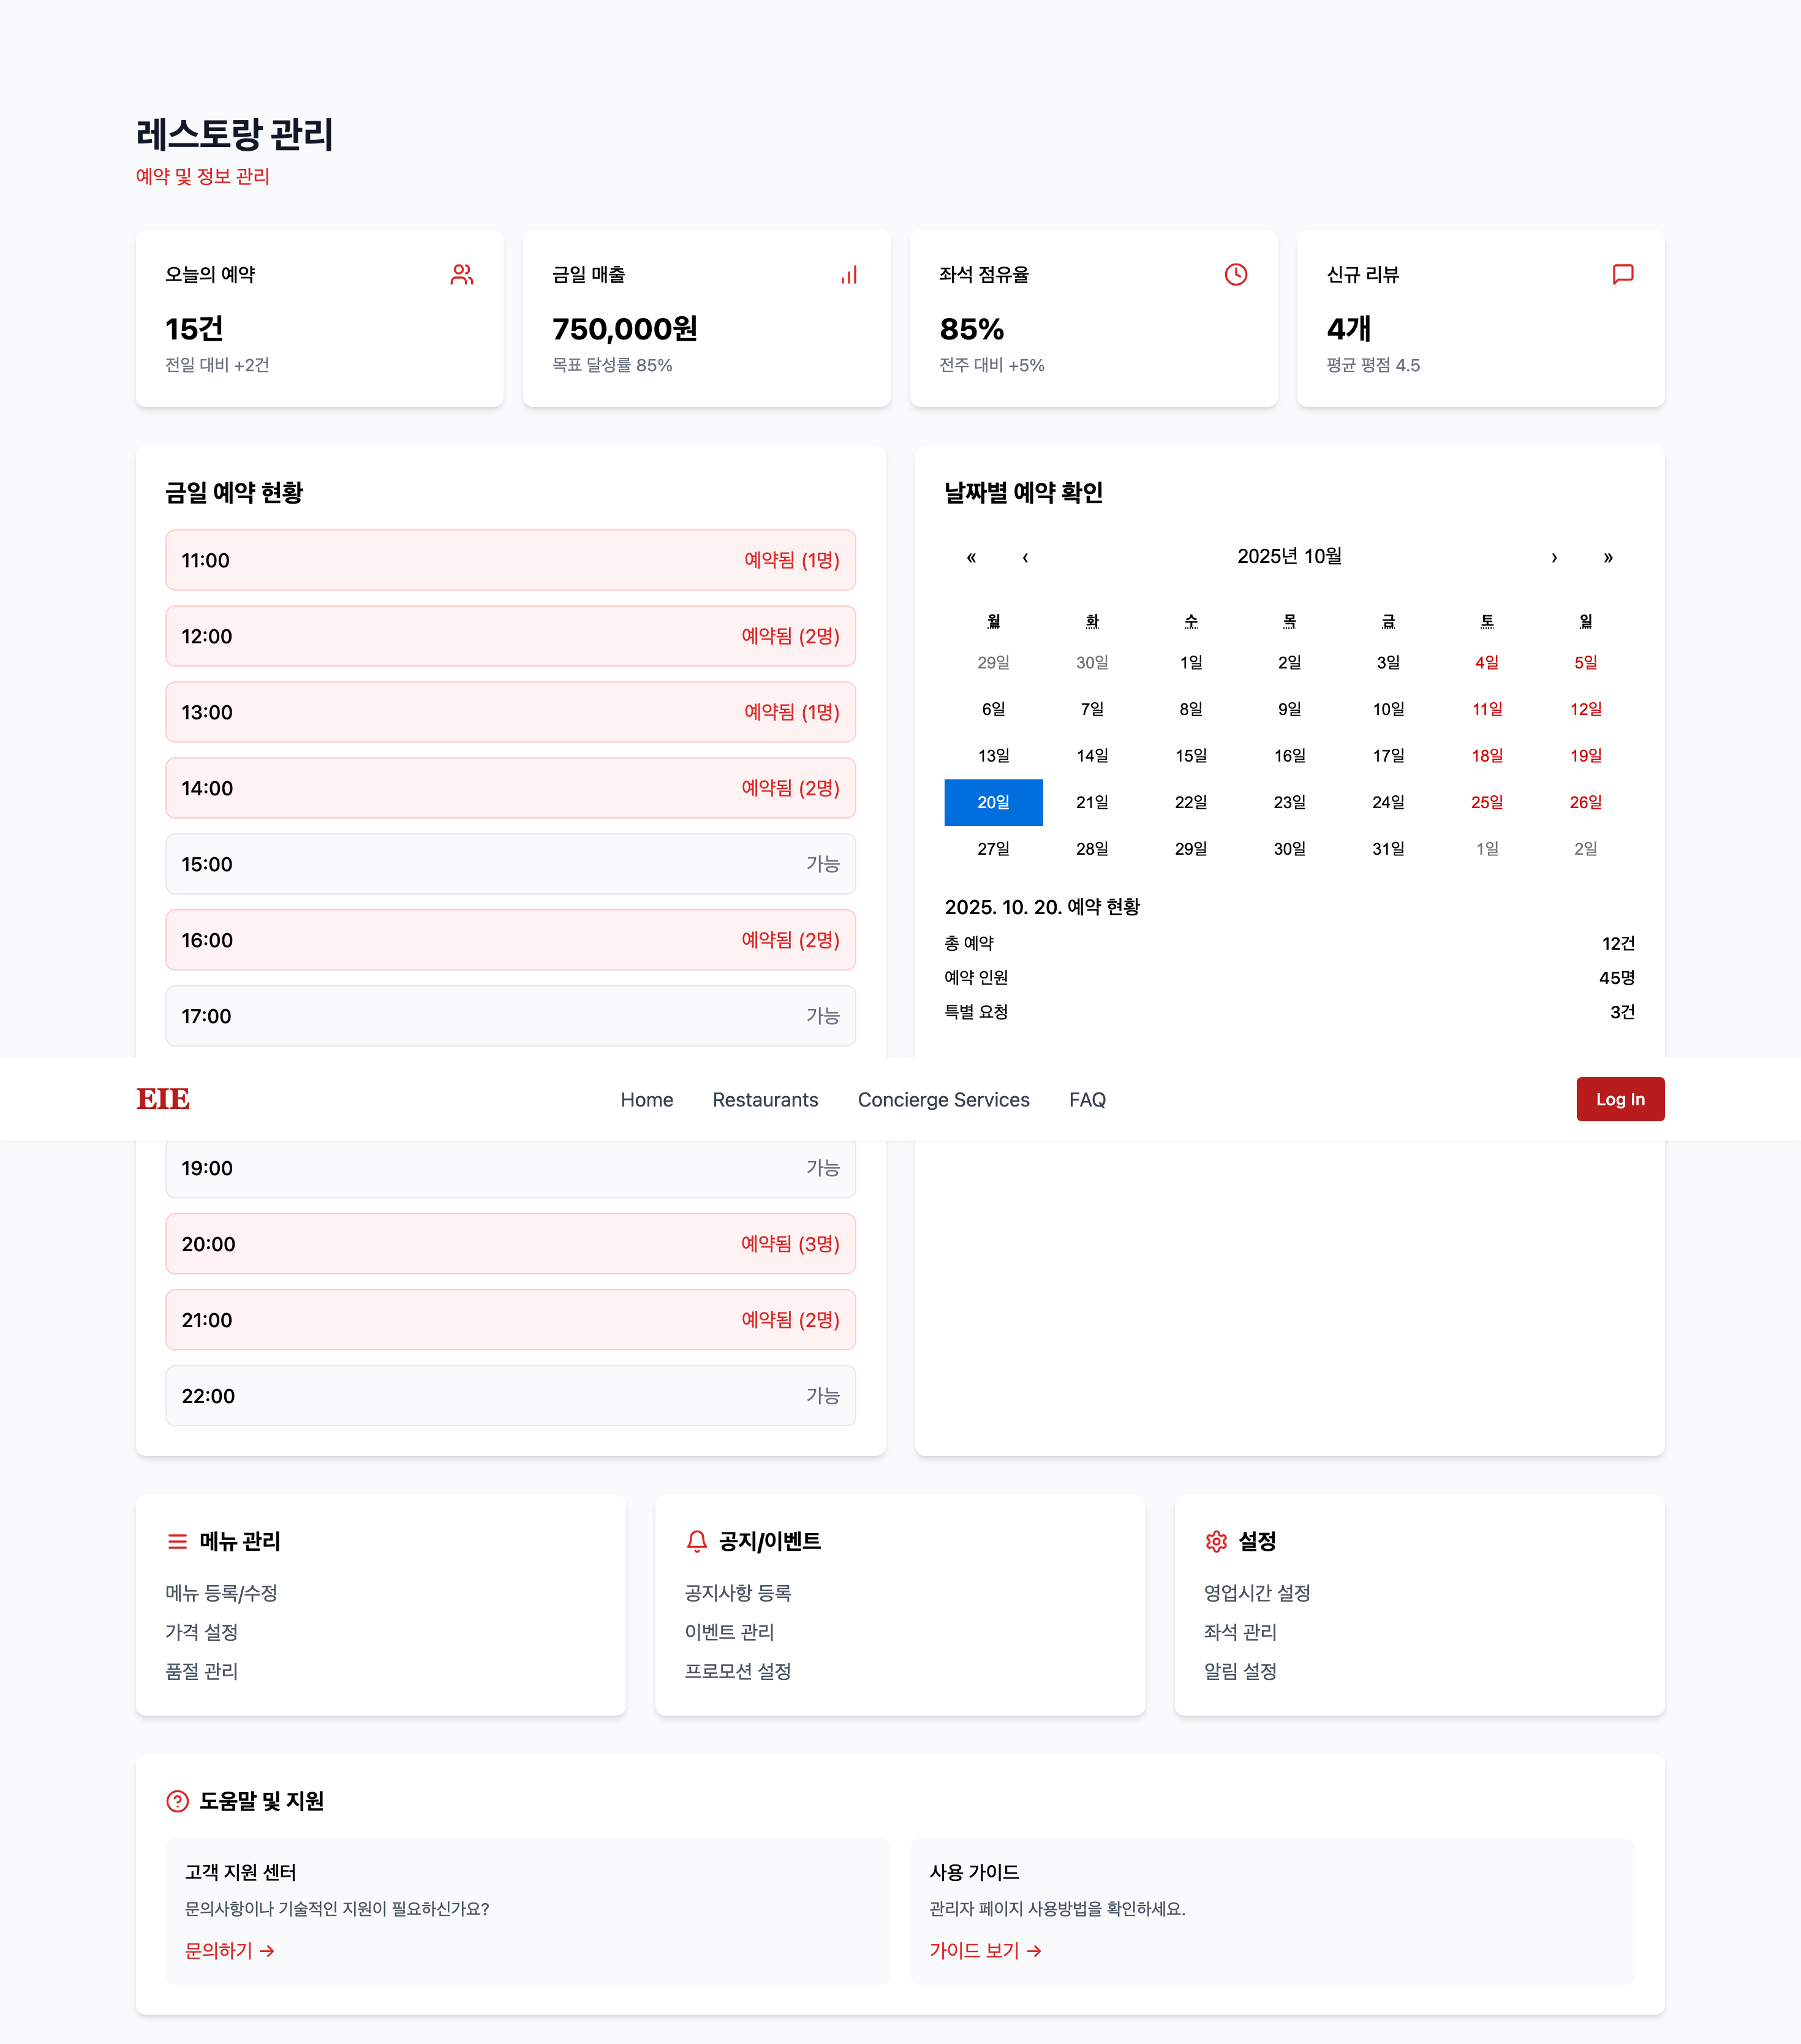 레스토랑 관리
예약 및 정보 관리
오늘의 예약
15건
전일 대비 +2건
금일 매출
750,000원
목표 달성률 85%
좌석 점유율
85%
전주 대비 +5%
신규 리뷰
4개
평균 평점 4.5
금일 예약 현황
11:00 예약됨 (1명)
12:00 예약됨 (2명)
13:00 예약됨 (1명)
14:00 예약됨 (2명)
15:00 가능
16:00 예약됨 (2명)
17:00 가능
날짜별 예약 확인
« ‹ 2025년 10월 › »
월 화 수 목 금 토 일
29일 30일 1일 2일 3일 4일 5일
6일 7일 8일 9일 10일 11일 12일
13일 14일 15일 16일 17일 18일 19일
20일 21일 22일 23일 24일 25일 26일
27일 28일 29일 30일 31일 1일 2일
2025. 10. 20. 예약 현황
총 예약 12건
예약 인원 45명
특별 요청 3건
EIE Home Restaurants Concierge Services FAQ Log In
19:00 가능
20:00 예약됨 (3명)
21:00 예약됨 (2명)
22:00 가능
메뉴 관리
메뉴 등록/수정
가격 설정
품절 관리
공지/이벤트
공지사항 등록
이벤트 관리
프로모션 설정
설정
영업시간 설정
좌석 관리
알림 설정
도움말 및 지원
고객 지원 센터
문의사항이나 기술적인 지원이 필요하신가요?
문의하기 →
사용 가이드
관리자 페이지 사용방법을 확인하세요.
가이드 보기 →